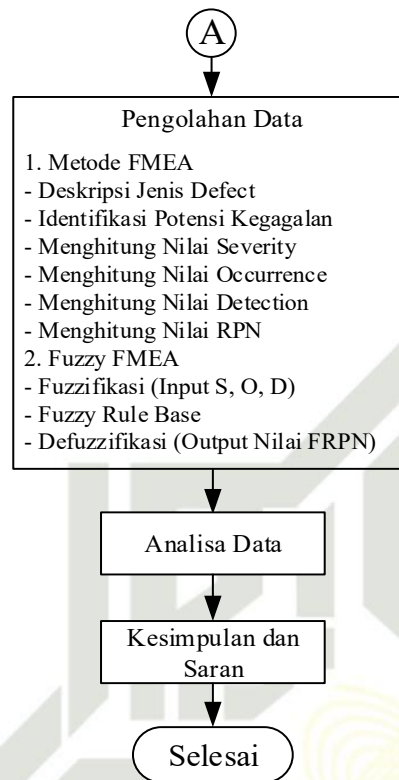 A
Pengolahan Data
1. Metode FMEA
- Deskripsi Jenis Defect
- Identifikasi Potensi Kegagalan
- Menghitung Nilai Severity
- Menghitung Nilai Occurrence
- Menghitung Nilai Detection
- Menghitung Nilai RPN
2. Fuzzy FMEA
- Fuzzifikasi (Input S, O, D)
- Fuzzy Rule Base
- Defuzzifikasi (Output Nilai FRPN)
Analisa Data
Kesimpulan dan
Saran
Selesai